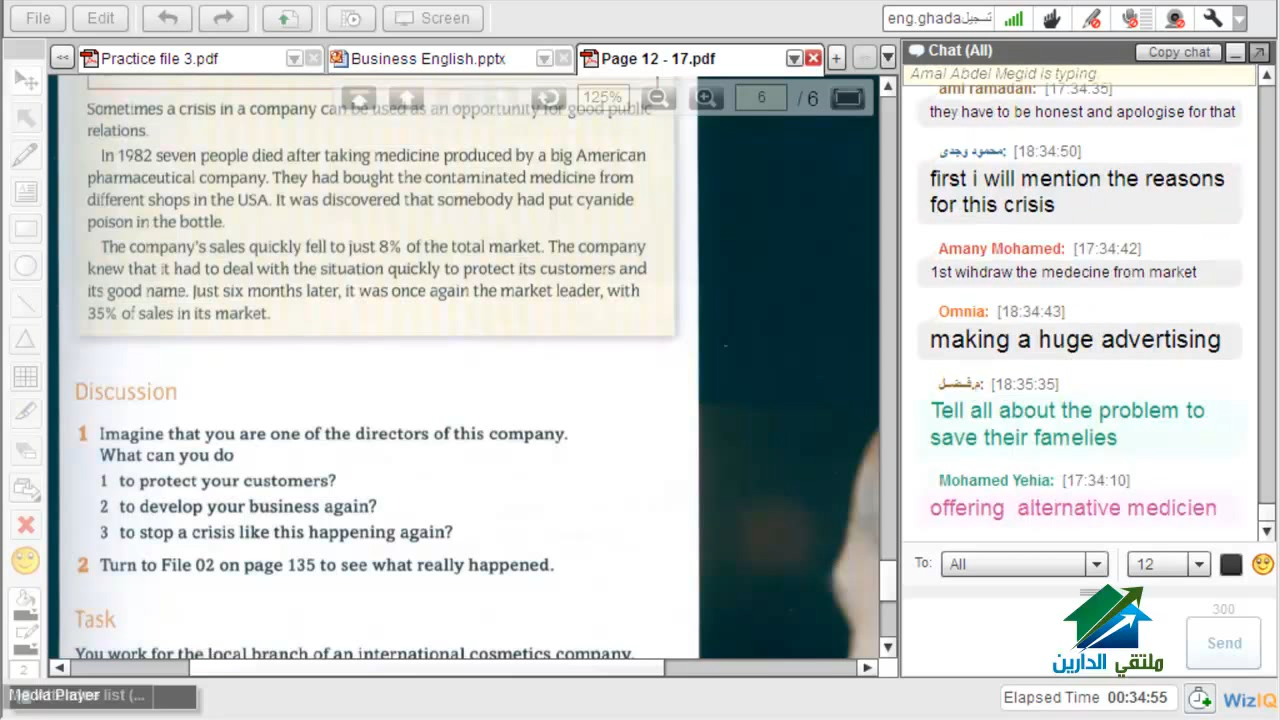 File
Edit
Screen
eng.ghada تسجيل
<<
Practice file 3.pdf
Business English.pptx
Page 12 - 17.pdf
125%
6
/ 6
Sometimes a crisis in a company can be used as an opportunity for good public
relations.
In 1982 seven people died after taking medicine produced by a big American
pharmaceutical company. They had bought the contaminated medicine from
different shops in the USA. It was discovered that somebody had put cyanide
poison in the bottle.
The company's sales quickly fell to just 8% of the total market. The company
knew that it had to deal with the situation quickly to protect its customers and
its good name. Just six months later, it was once again the market leader, with
35% of sales in its market.
Discussion
1 Imagine that you are one of the directors of this company.
What can you do
1 to protect your customers?
2 to develop your business again?
3 to stop a crisis like this happening again?
2 Turn to File 02 on page 135 to see what really happened.
Task
You work for the local branch of an international cosmetics company.
2
Media Player
list (...
Chat (All)
Copy chat
Amal Abdel Megid is typing
ami ramadan: [17:34:35]
they have to be honest and apologise for that
محمود وجدى: [18:34:50]
first i will mention the reasons
for this crisis
Amany Mohamed: [17:34:42]
1st wihdraw the medecine from market
Omnia: [18:34:43]
making a huge advertising
م.فضل: [18:35:35]
Tell all about the problem to
save their famelies
Mohamed Yehia: [17:34:10]
offering alternative medicien
To:
All
12
300
Send
ملتقي الدارين
Elapsed Time 00:34:55
WizIQ